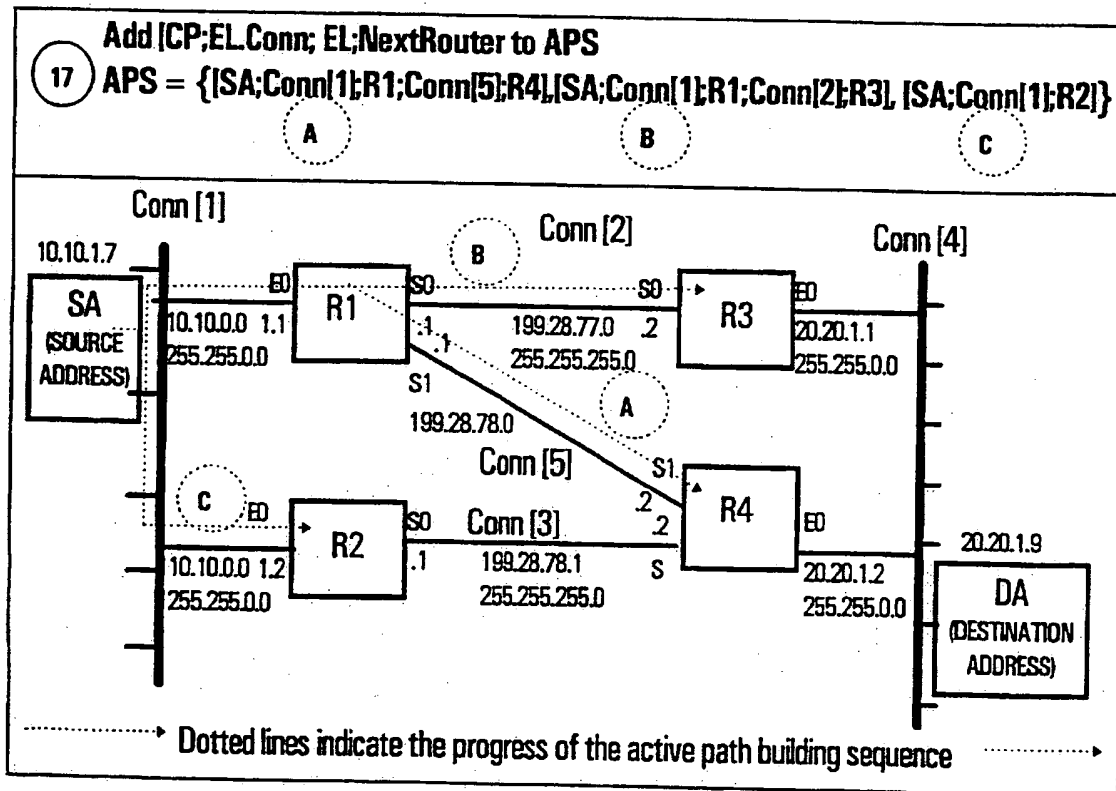 Add [CP;EL.Conn; EL;NextRouter to APS
17 APS = {[SA;Conn[1];R1;Conn[5];R4],[SA;Conn[1];R1;Conn[2];R3], [SA;Conn[1];R2]}
A B C
Conn [1]
Conn [2]
Conn [4]
10.10.1.7
B
SA
(SOURCE
ADDRESS)
E0
R1
S0
S0
R3
E0
10.10.0.0 1.1
255.255.0.0
.1
.1
199.28.77.0 .2
255.255.255.0
20.20.1.1
255.255.0.0
S1
A
199.28.78.0
Conn [5]
S1
.2
.2
R4
E0
C
E0
R2
S0
Conn [3]
10.10.0.0 1.2
255.255.0.0
.1
199.28.78.1
255.255.255.0
S
20.20.1.2
255.255.0.0
20.20.1.9
DA
(DESTINATION
ADDRESS)
Dotted lines indicate the progress of the active path building sequence